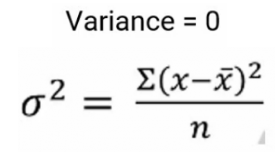 Variance = 0
σ² = Σ(x−x̄)² / n